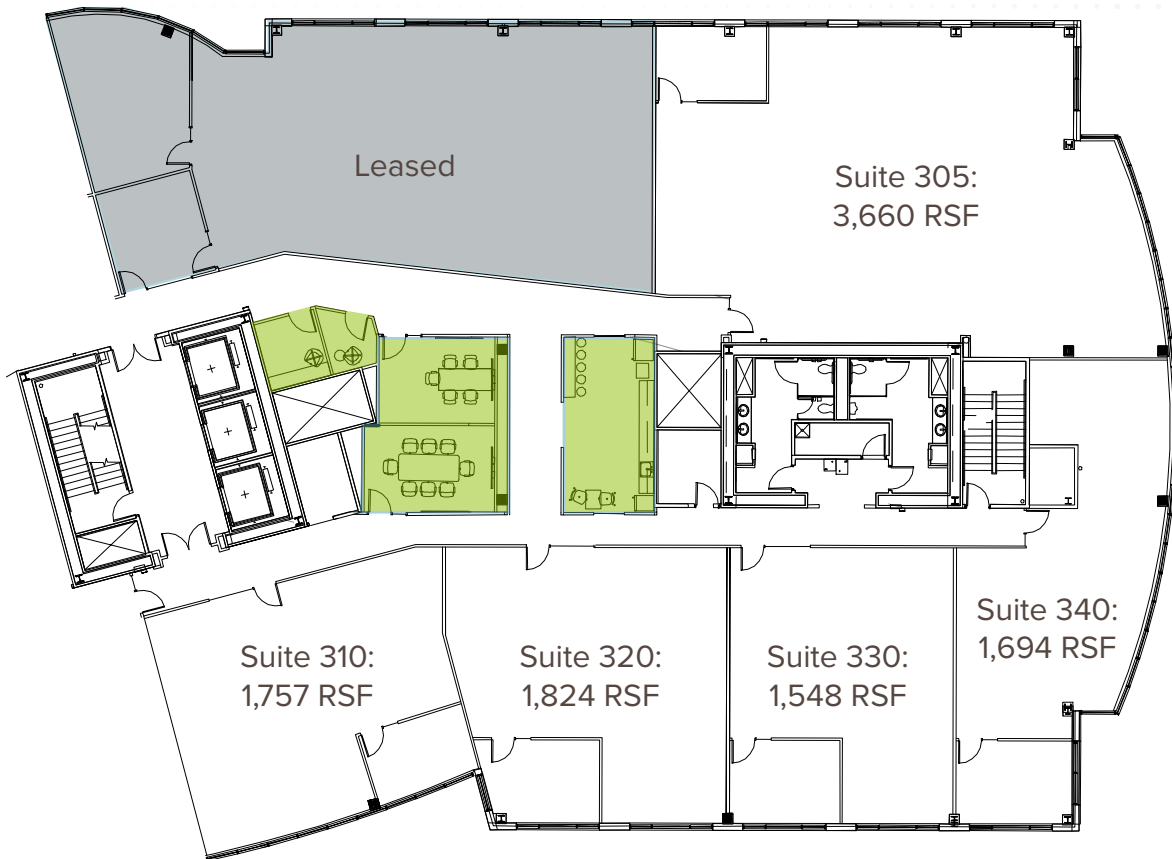 Leased
Suite 305:
3,660 RSF
Suite 310:
1,757 RSF
Suite 320:
1,824 RSF
Suite 330:
1,548 RSF
Suite 340:
1,694 RSF